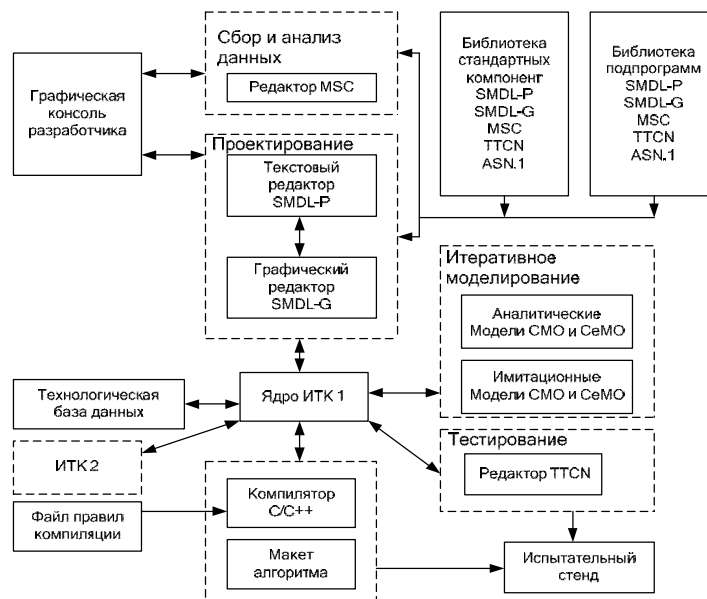 Сбор и анализ
данных
Редактор MSC
Графическая
консоль
разработчика
Библиотека
стандартных
компонент
SMDL-P
SMDL-G
MSC
TTCN
ASN.1
Библиотека
подпрограмм
SMDL-P
SMDL-G
MSC
TTCN
ASN.1
Проектирование
Текстовый
редактор
SMDL-P
Графический
редактор
SMDL-G
Итеративное
моделирование
Аналитические
Модели СМО и СеМО
Имитационные
Модели СМО и СеМО
Технологическая
база данных
Ядро ИТК 1
ИТК 2
Тестирование
Редактор TTCN
Файл правил
компиляции
Компилятор
C/C++
Макет
алгоритма
Испытательный
стенд